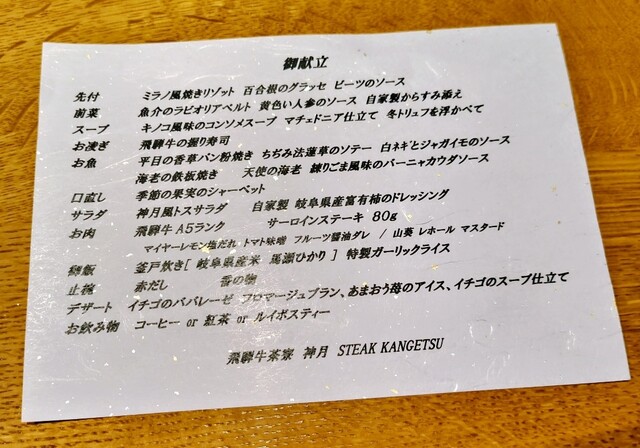 御献立
先付 ミラノ風焼きリゾット 百合根のグラッセ ビーツのソース
前菜 魚介のラビオリアペルト 黄色い人参のソース 自家製からすみ添え
スープ キノコ風味のコンソメスープ マチェドニア仕立て 冬トリュフを浮かべて
お凌ぎ 飛騨牛の握り寿司
お魚 平目の香草パン粉焼き ちぢみ法蓮草のソテー 白ネギとジャガイモのソース
海老の鉄板焼き 天使の海老 練りごま風味のバーニャカウダソース
口直し 季節の果実のシャーベット
サラダ 神月風トスサラダ 自家製 岐阜県産富有柿のドレッシング
お肉 飛騨牛A5ランク サーロインステーキ 80g
マイヤーレモン塩だれ トマト味噌 フルーツ醤油ダレ / 山葵 レホール マスタード
御飯 釜戸炊き[ 岐阜県産米 馬瀬ひかり ] 特製ガーリックライス
止椀 赤だし 香の物
デザート イチゴのババレーゼ フロマージュブラン、あまおう苺のアイス、イチゴのスープ仕立て
お飲み物 コーヒー or 紅茶 or ルイボスティー
飛騨牛茶寮 神月 STEAK KANGETSU